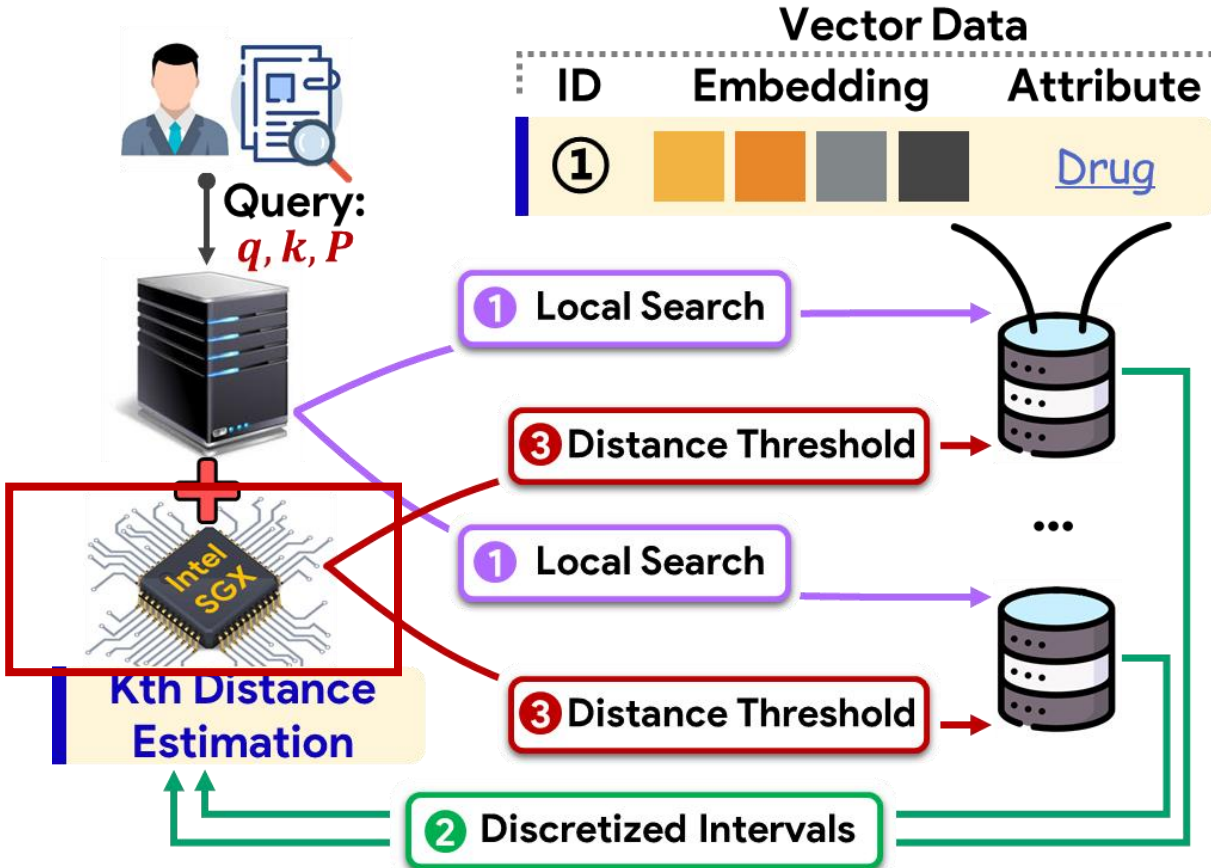 Vector Data
ID Embedding Attribute
① Drug
Query:
q, k, P
1 Local Search
3 Distance Threshold
...
1 Local Search
Intel
SGX
3 Distance Threshold
Kth Distance
Estimation
2 Discretized Intervals